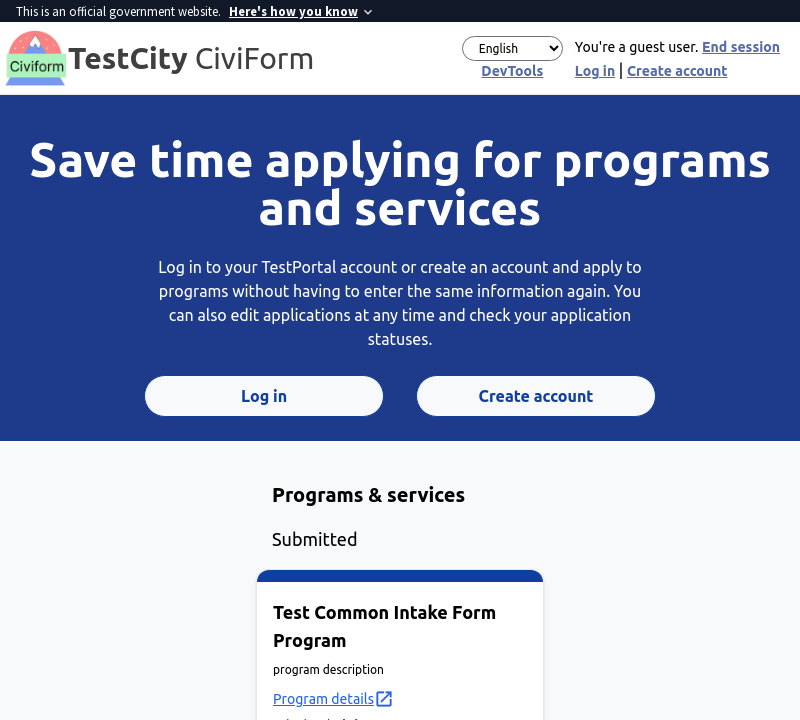 This is an official government website. Here's how you know
Civiform
TestCity CiviForm
English
You're a guest user. End session
DevTools
Log in | Create account
Save time applying for programs
and services
Log in to your TestPortal account or create an account and apply to
programs without having to enter the same information again. You
can also edit applications at any time and check your application
statuses.
Log in
Create account
Programs & services
Submitted
Test Common Intake Form
Program
program description
Program details